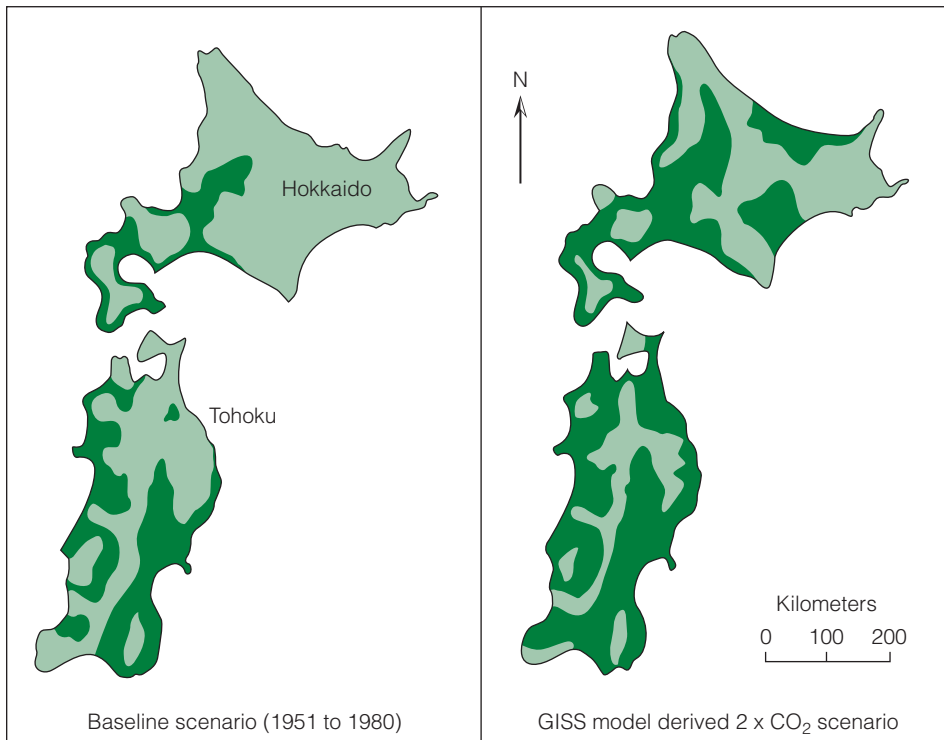 Hokkaido
Tohoku
Baseline scenario (1951 to 1980)
N
Kilometers
0 100 200
GISS model derived 2 x CO₂ scenario